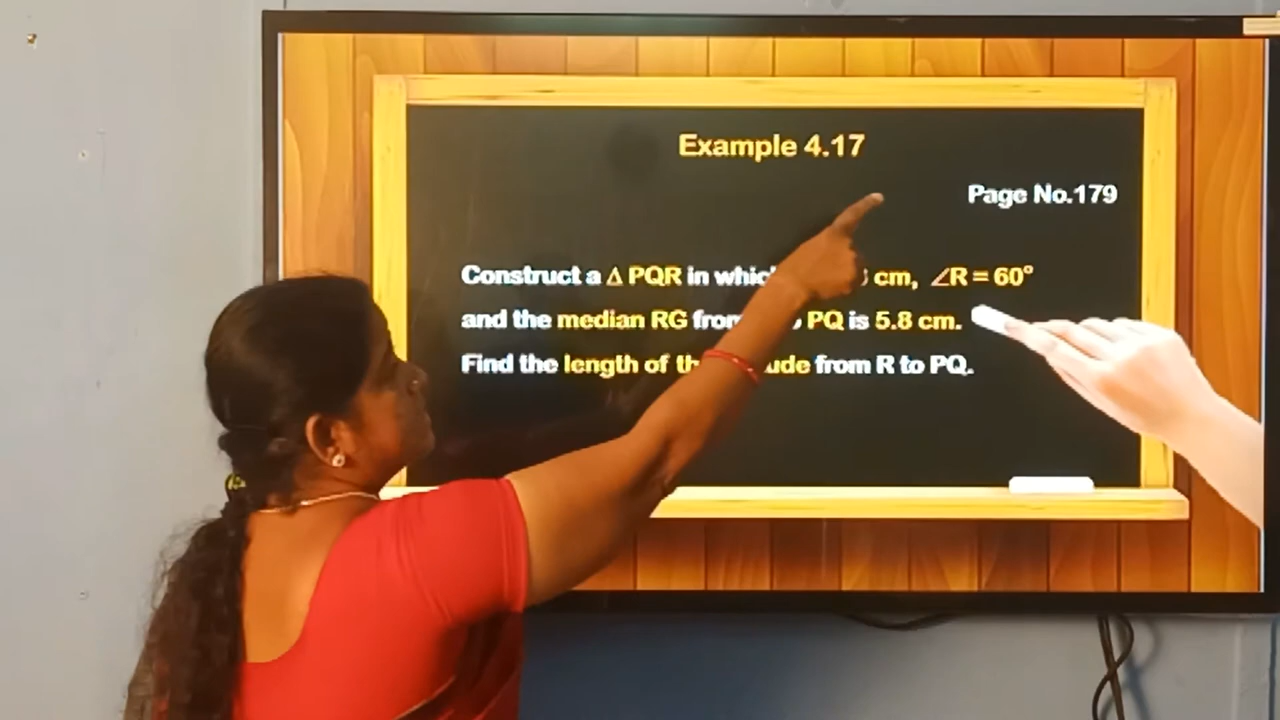 Example 4.17
Page No.179
Construct a Δ PQR in which cm, ∠R = 60°
and the median RG from PQ is 5.8 cm.
Find the length of the from R to PQ.